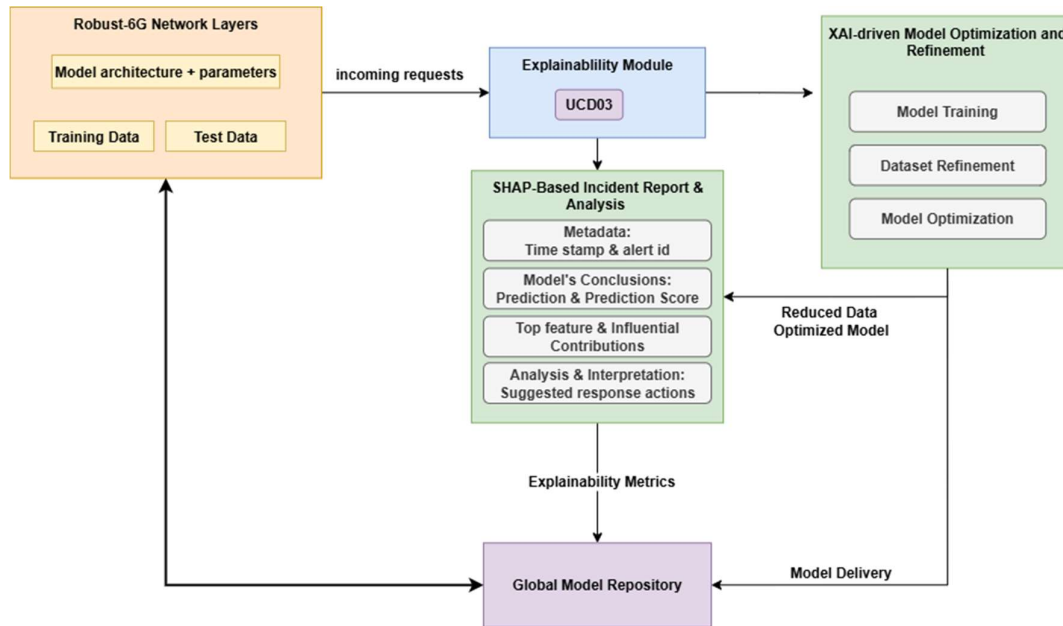 Robust-6G Network Layers
Model architecture + parameters
Training Data
Test Data
incoming requests
Explainablility Module
UCD03
XAI-driven Model Optimization and
Refinement
Model Training
Dataset Refinement
Model Optimization
SHAP-Based Incident Report &
Analysis
Metadata:
Time stamp & alert id
Model's Conclusions:
Prediction & Prediction Score
Top feature & Influential
Contributions
Analysis & Interpretation:
Suggested response actions
Reduced Data
Optimized Model
Explainability Metrics
Global Model Repository
Model Delivery